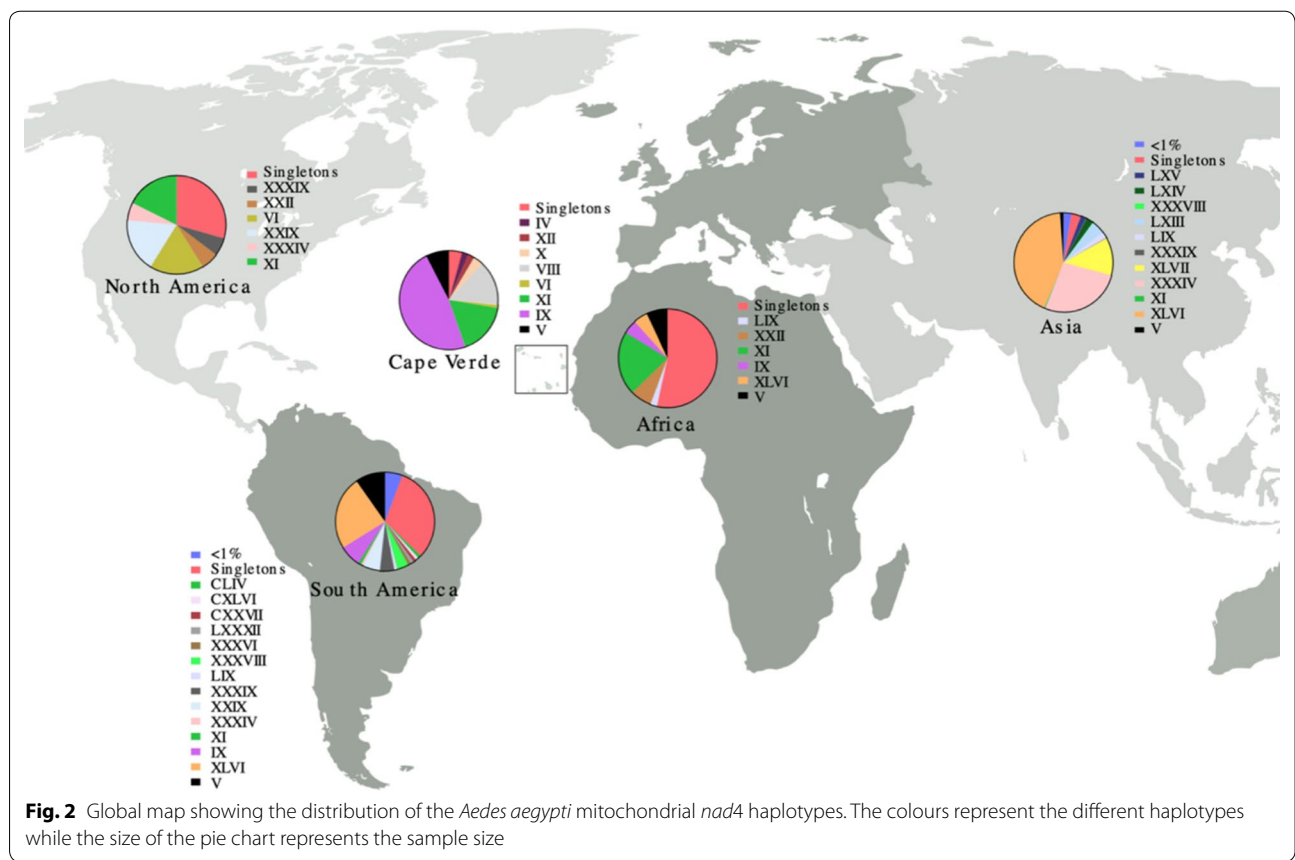 Singletons
XXXIX
XXII
VI
XXIX
XXXIV
XI
North America
Singletons
IV
XII
X
VIII
VI
XI
IX
V
Cape Verde
Singletons
LIX
XXII
XI
IX
XLVI
V
Africa
<1%
Singletons
LXV
LXIV
XXXVIII
LXIII
LIX
XXXIX
XLVII
XXXIV
XI
XLVI
V
Asia
South America
<1%
Singletons
CLIV
CXLVI
CXXVII
LXXXII
XXXVI
XXXVIII
LIX
XXXIX
XXIX
XXXIV
XI
IX
XLVI
V
Fig. 2 Global map showing the distribution of the Aedes aegypti mitochondrial nad4 haplotypes. The colours represent the different haplotypes
while the size of the pie chart represents the sample size